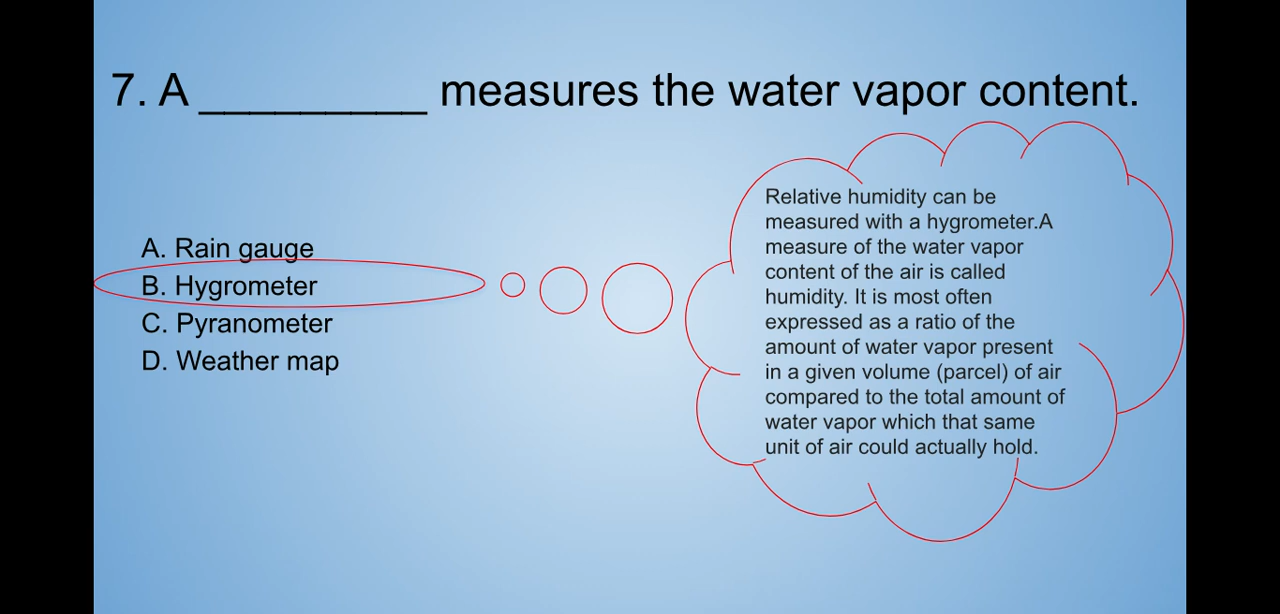 7. A _________ measures the water vapor content.
A. Rain gauge
B. Hygrometer
C. Pyranometer
D. Weather map
Relative humidity can be
measured with a hygrometer.A
measure of the water vapor
content of the air is called
humidity. It is most often
expressed as a ratio of the
amount of water vapor present
in a given volume (parcel) of air
compared to the total amount of
water vapor which that same
unit of air could actually hold.